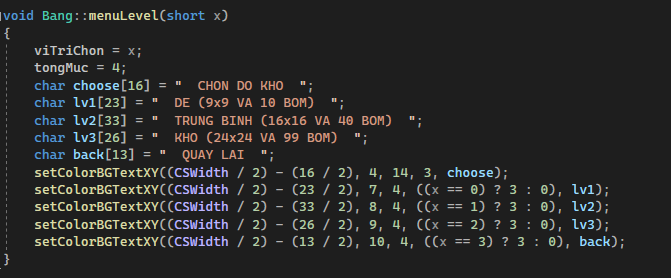 void Bang::menuLevel(short x)
{
    viTriChon = x;
    tongMuc = 4;
    char choose[16] = "  CHON DO KHO  ";
    char lv1[23] = "  DE (9x9 VA 10 BOM)  ";
    char lv2[33] = "  TRUNG BINH (16x16 VA 40 BOM)  ";
    char lv3[26] = "  KHO (24x24 VA 99 BOM)  ";
    char back[13] = "  QUAY LAI  ";
    setColorBGTextXY((CSWidth / 2) - (16 / 2), 4, 14, 3, choose);
    setColorBGTextXY((CSWidth / 2) - (23 / 2), 7, 4, ((x == 0) ? 3 : 0), lv1);
    setColorBGTextXY((CSWidth / 2) - (33 / 2), 8, 4, ((x == 1) ? 3 : 0), lv2);
    setColorBGTextXY((CSWidth / 2) - (26 / 2), 9, 4, ((x == 2) ? 3 : 0), lv3);
    setColorBGTextXY((CSWidth / 2) - (13 / 2), 10, 4, ((x == 3) ? 3 : 0), back);
}